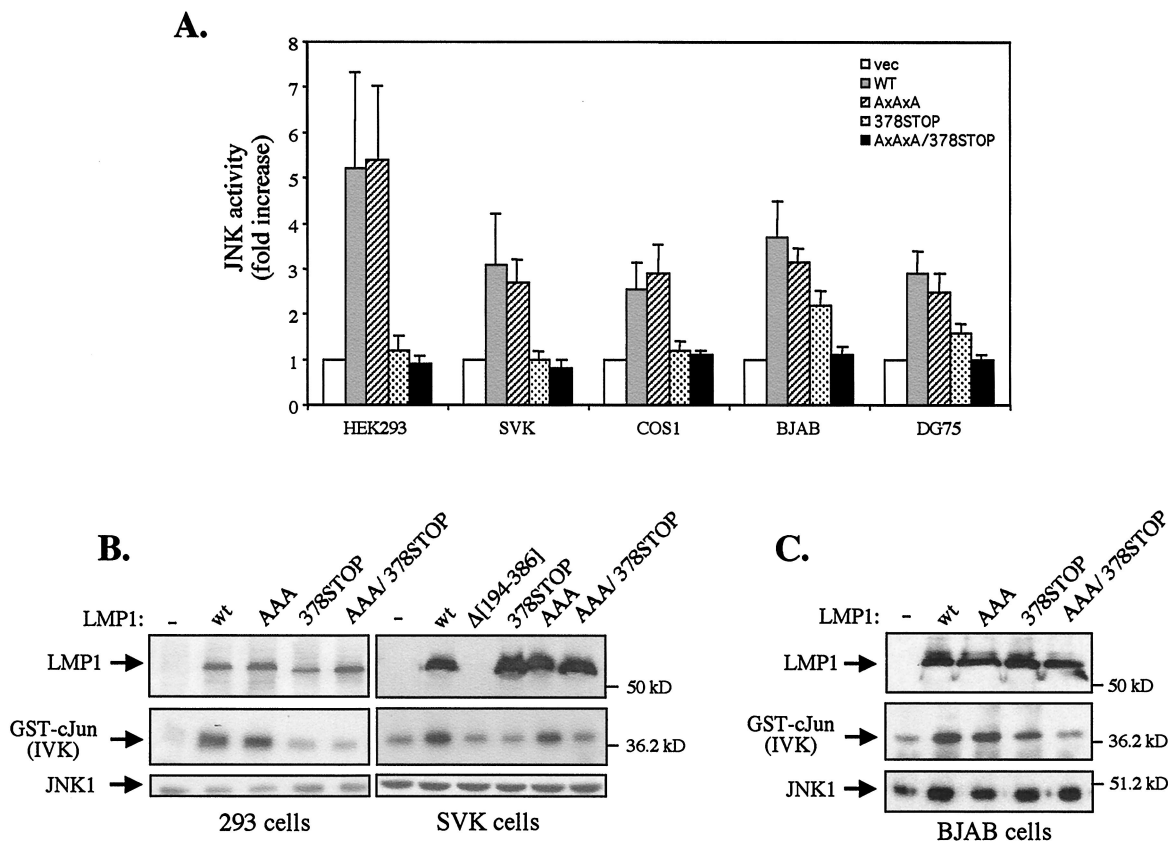 A.
8
7
6
5
4
3
2
1
0
JNK activity
(fold increase)
vec
WT
AxAxA
378STOP
AxAxA/378STOP
HEK293 SVK COS1 BJAB DG75
B.
LMP1: - wt AAA 378STOP AAA/ 378STOP - wt Δ[194-386] 378STOP AAA AAA/ 378STOP
LMP1
50 kD
GST-cJun
(IVK)
36.2 kD
JNK1
293 cells SVK cells
C.
LMP1: - wt AAA 378STOP AAA/ 378STOP
LMP1
50 kD
GST-cJun
(IVK)
36.2 kD
51.2 kD
JNK1
BJAB cells